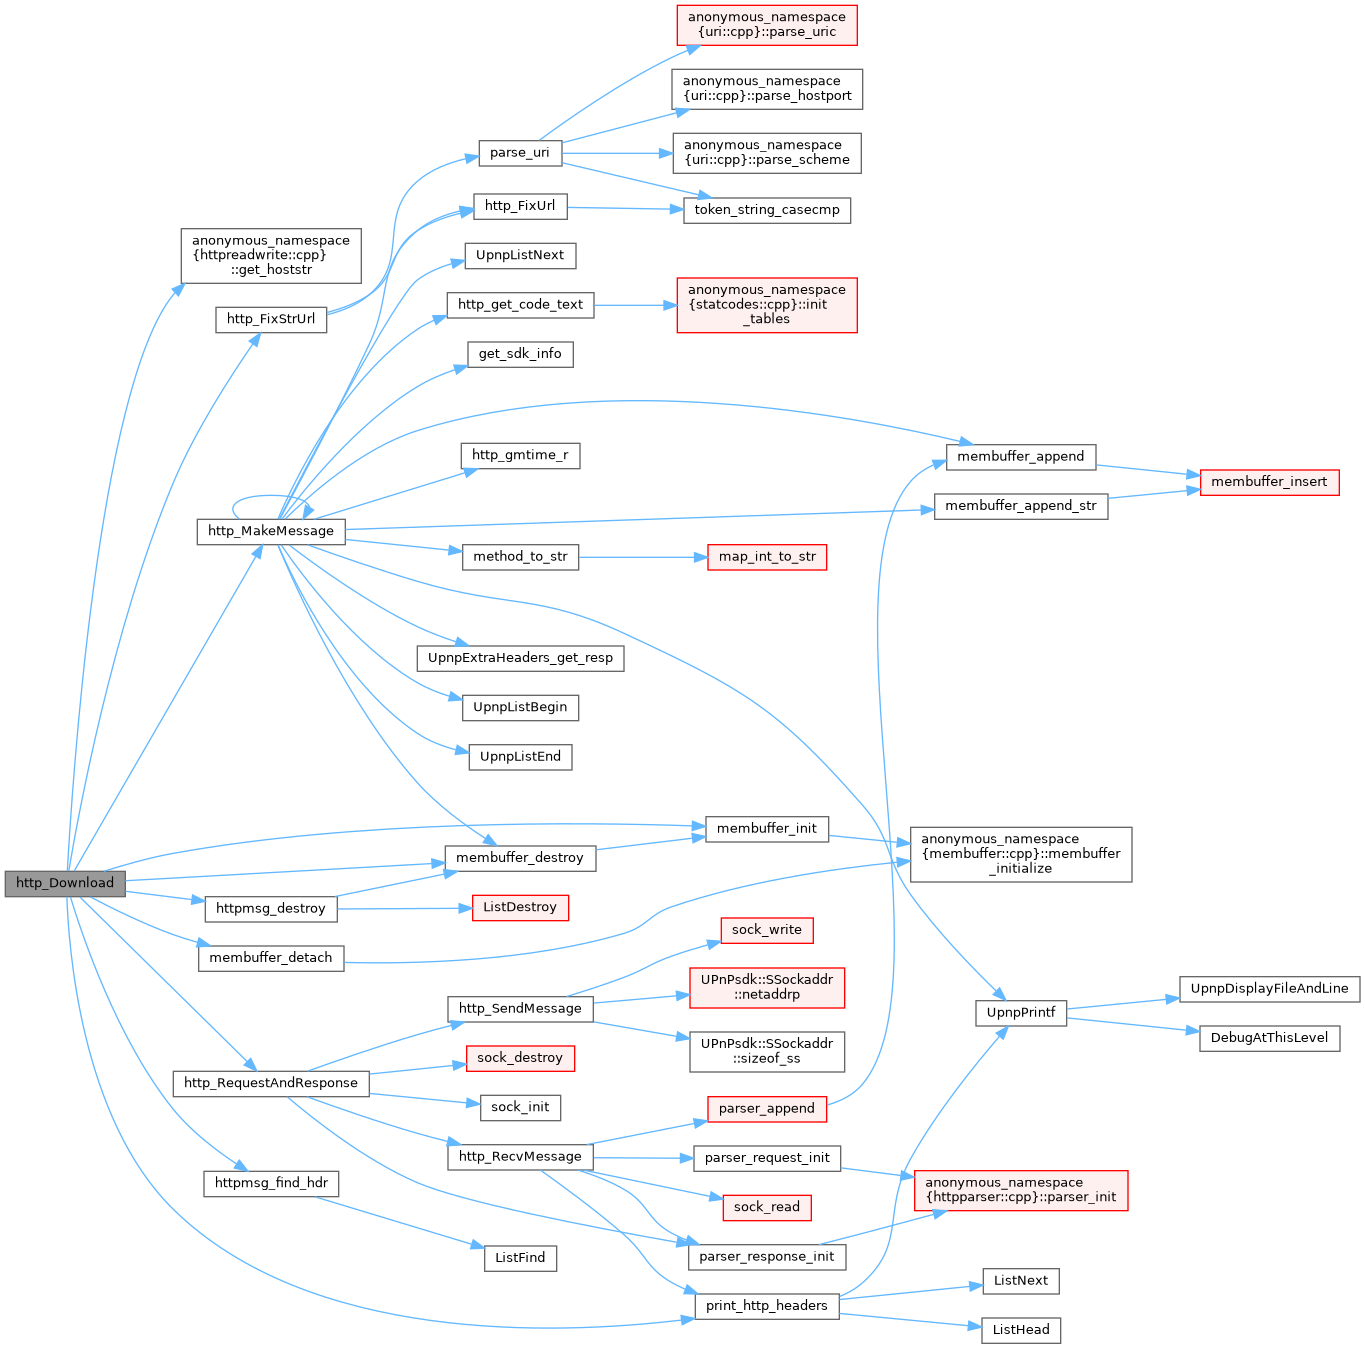 anonymous_namespace
{uri::cpp}::parse_uric
anonymous_namespace
{uri::cpp}::parse_hostport
parse_uri
anonymous_namespace
{uri::cpp}::parse_scheme
http_FixUrl
token_string_casecmp
anonymous_namespace
{httpreadwrite::cpp}
::get_hoststr
UpnpListNext
http_FixStrUrl
http_get_code_text
anonymous_namespace
{statcodes::cpp}::init
_tables
get_sdk_info
http_gmtime_r
membuffer_append
membuffer_insert
membuffer_append_str
http_MakeMessage
method_to_str
map_int_to_str
UpnpExtraHeaders_get_resp
UpnpListBegin
UpnpListEnd
membuffer_init
anonymous_namespace
{membuffer::cpp}::membuffer
_initialize
membuffer_destroy
http_Download
httpmsg_destroy
ListDestroy
sock_write
membuffer_detach
UPnPsdk::SSockaddr
::netaddrp
UpnpDisplayFileAndLine
http_SendMessage
UpnpPrintf
DebugAtThisLevel
UPnPsdk::SSockaddr
::sizeof_ss
sock_destroy
http_RequestAndResponse
sock_init
parser_append
http_RecvMessage
parser_request_init
httpmsg_find_hdr
anonymous_namespace
{httpparser::cpp}::parser_init
sock_read
ListFind
parser_response_init
ListNext
print_http_headers
ListHead